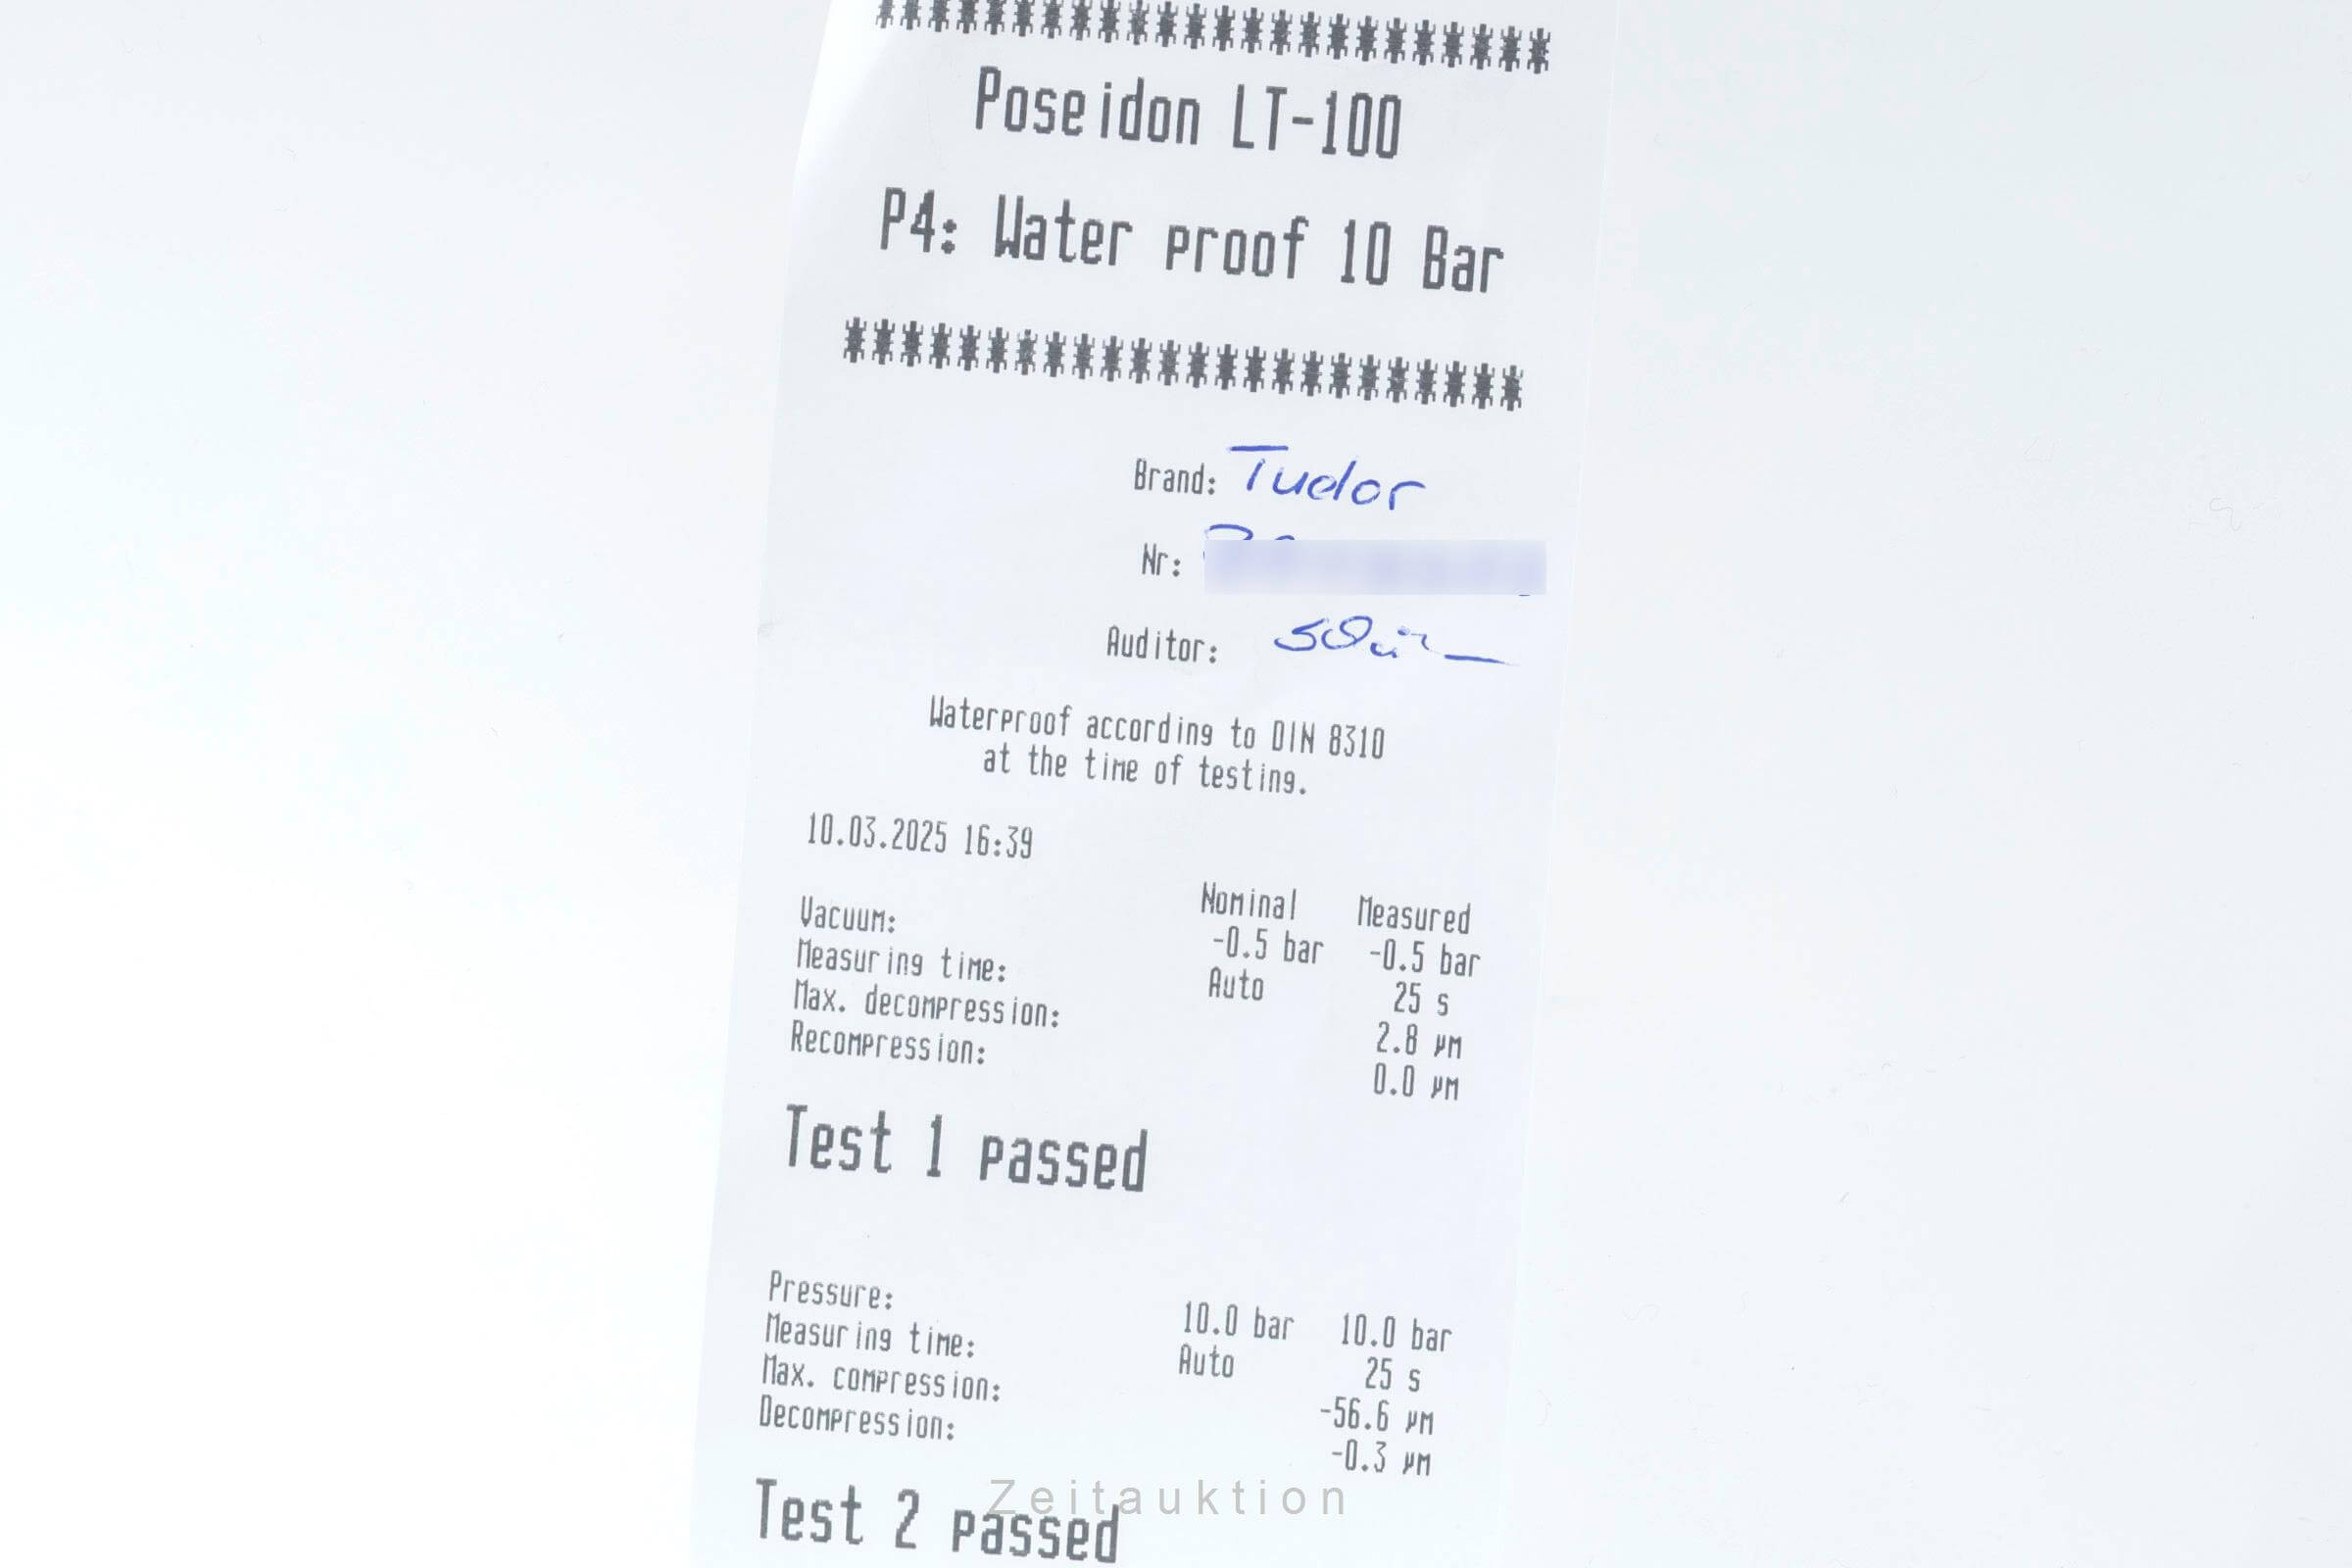 ************************
Poseidon LT-100
P4: Water proof 10 Bar
************************
Brand: Tudor
Nr:
Auditor:
Waterproof according to DIN 8310
at the time of testing.
10.03.2025 16:39
Nominal Measured
Vacuum: -0.5 bar -0.5 bar
Measuring time: Auto 25 s
Max. decompression: 2.8 µm
Recompression: 0.0 µm
Test 1 passed
Pressure: 10.0 bar 10.0 bar
Measuring time: Auto 25 s
Max. compression: -56.6 µm
Decompression: -0.3 µm
Test 2 passed
Zeitauktion